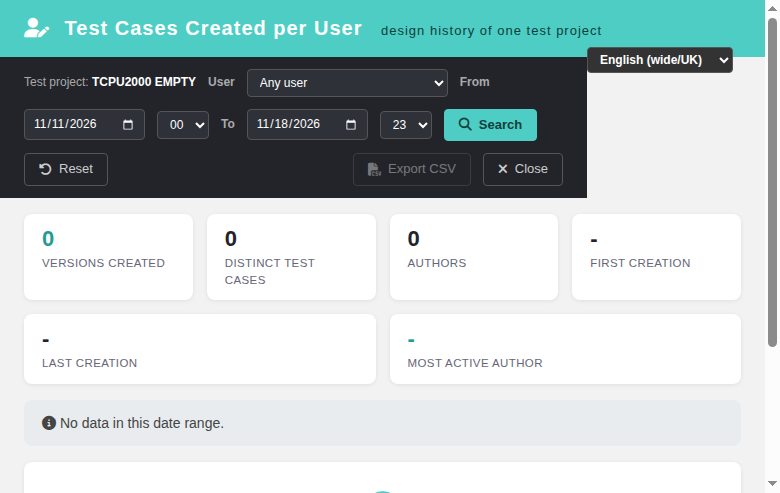 Test Cases Created per User design history of one test project
English (wide/UK)
Test project: TCPU2000 EMPTY User Any user From
11/11/2026 00 To 11/18/2026 23 Search
Reset Export CSV Close
0 0 0 -
VERSIONS CREATED DISTINCT TEST CASES AUTHORS FIRST CREATION
- -
LAST CREATION MOST ACTIVE AUTHOR
No data in this date range.